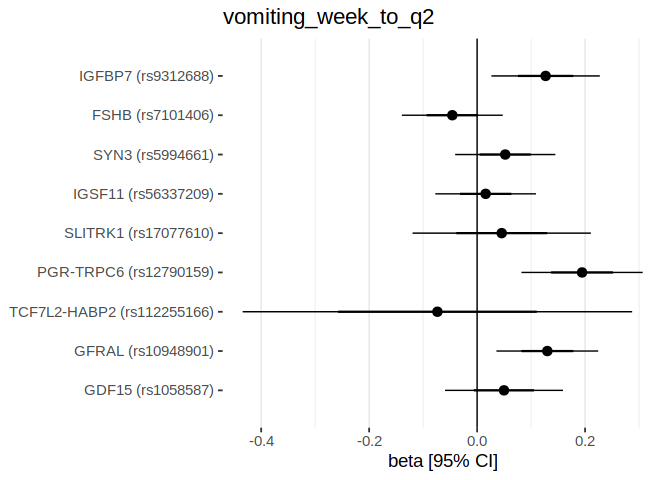 vomiting_week_to_q2
IGFBP7 (rs9312688)
FSHB (rs7101406)
SYN3 (rs5994661)
IGSF11 (rs56337209)
SLITRK1 (rs17077610)
PGR-TRPC6 (rs12790159)
TCF7L2-HABP2 (rs112255166)
GFRAL (rs10948901)
GDF15 (rs1058587)
-0.4 -0.2 0.0 0.2
beta [95% CI]